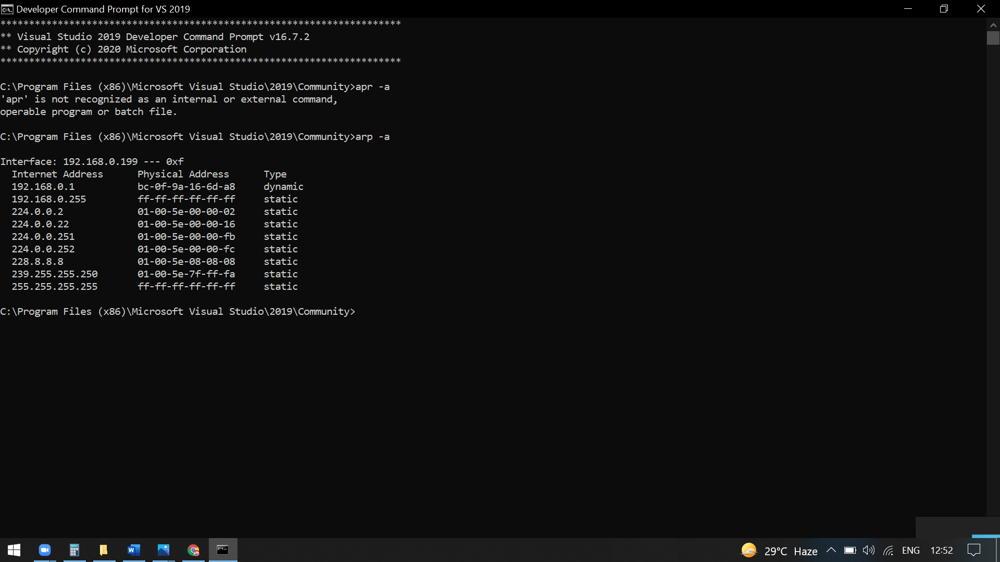 Developer Command Prompt for VS 2019
**********************************************************************
** Visual Studio 2019 Developer Command Prompt v16.7.2
** Copyright (c) 2020 Microsoft Corporation
**********************************************************************
C:\Program Files (x86)\Microsoft Visual Studio\2019\Community>apr -a
'apr' is not recognized as an internal or external command,
operable program or batch file.
C:\Program Files (x86)\Microsoft Visual Studio\2019\Community>arp -a
Interface: 192.168.0.199 --- 0xf
Internet Address Physical Address Type
192.168.0.1 bc-0f-9a-16-6d-a8 dynamic
192.168.0.255 ff-ff-ff-ff-ff-ff static
224.0.0.2 01-00-5e-00-00-02 static
224.0.0.22 01-00-5e-00-00-16 static
224.0.0.251 01-00-5e-00-00-fb static
224.0.0.252 01-00-5e-00-00-fc static
228.8.8.8 01-00-5e-08-08-08 static
239.255.255.250 01-00-5e-7f-ff-fa static
255.255.255.255 ff-ff-ff-ff-ff-ff static
C:\Program Files (x86)\Microsoft Visual Studio\2019\Community>
29°C Haze ENG 12:52